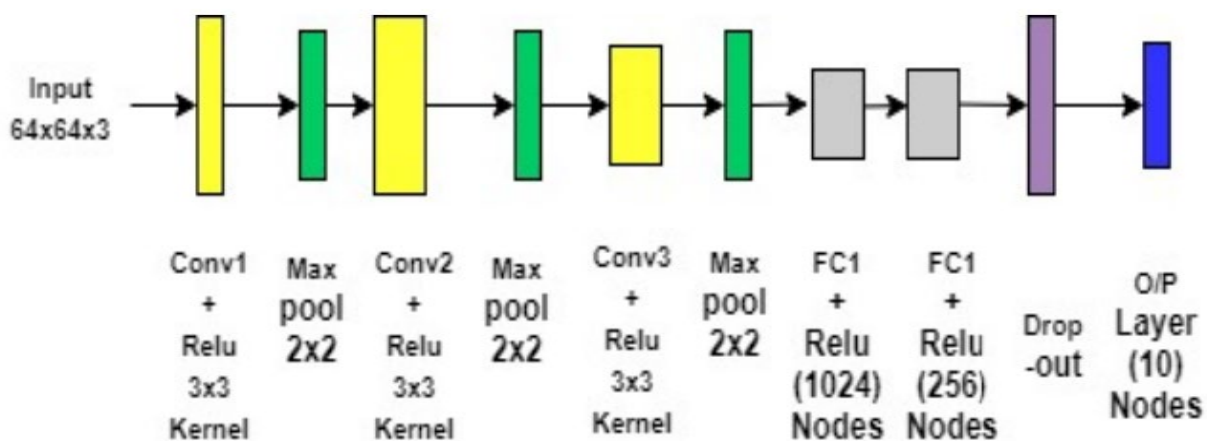 Input
64x64x3
Conv1
+
Relu
3x3
Kernel
Max
pool
2x2
Conv2
+
Relu
3x3
Kernel
Max
pool
2x2
Conv3
+
Relu
3x3
Kernel
Max
pool
2x2
FC1
+
Relu
(1024)
Nodes
FC1
+
Relu
(256)
Nodes
Drop
-out
O/P
Layer
(10)
Nodes